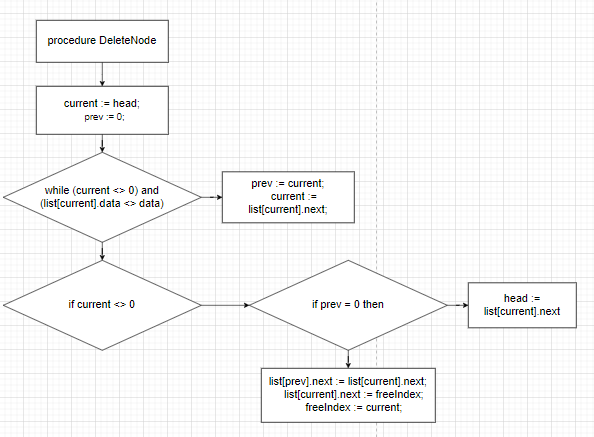 procedure DeleteNode
current := head;
prev := 0;
while (current <> 0) and
(list[current].data <> data)
prev := current;
current :=
list[current].next;
if current <> 0
if prev = 0 then
head :=
list[current].next
list[prev].next := list[current].next;
list[current].next := freeIndex;
freeIndex := current;